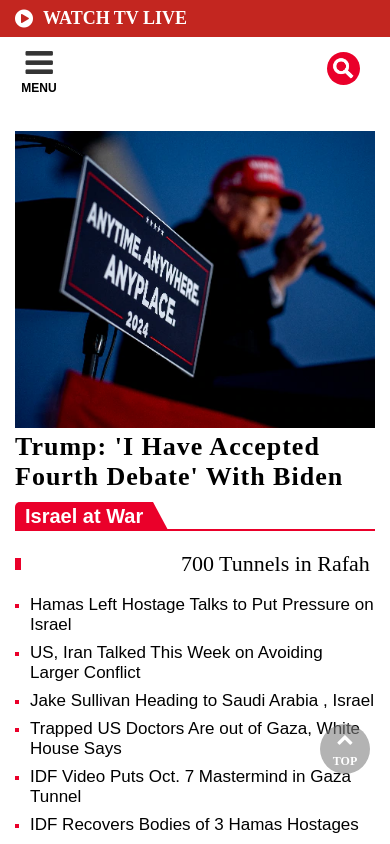 WATCH TV LIVE
MENU
ANYTIME. ANYWHERE.
ANYPLACE.
2024
Trump: 'I Have Accepted
Fourth Debate' With Biden
Israel at War
700 Tunnels in Rafah
Hamas Left Hostage Talks to Put Pressure on
Israel
US, Iran Talked This Week on Avoiding
Larger Conflict
Jake Sullivan Heading to Saudi Arabia , Israel
Trapped US Doctors Are out of Gaza, White
House Says
TOP
IDF Video Puts Oct. 7 Mastermind in Gaza
Tunnel
IDF Recovers Bodies of 3 Hamas Hostages